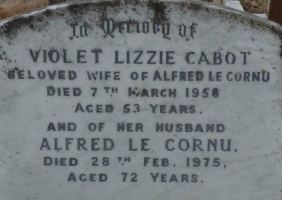 In Memory of
VIOLET LIZZIE CABOT
BELOVED WIFE OF ALFRED LE CORNU
DIED 7TH MARCH 1958
AGED 53 YEARS.
AND OF HER HUSBAND
ALFRED LE CORNU,
DIED 28TH FEB. 1975,
AGED 72 YEARS.